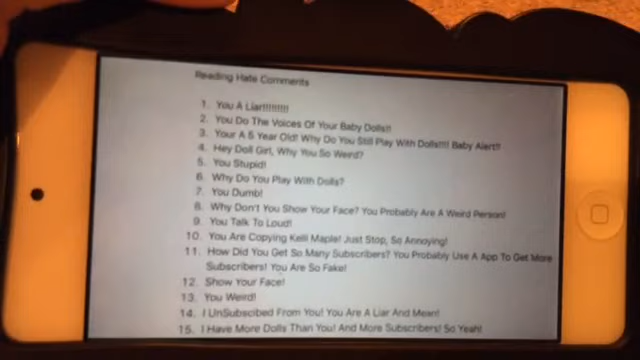 Reading Hate Comments
1. You A Liar!!!!!!!!!
2. You Do The Voices Of Your Baby Dolls!!
3. Your A 5 Year Old! Why Do You Still Play With Dolls!!!! Baby Alert!!
4. Hey Doll Girl, Why You So Weird?
5. You Stupid!
6. Why Do You Play With Dolls?
7. You Dumb!
8. Why Don't You Show Your Face? You Probably Are A Weird Person!
9. You Talk To Loud!
10. You Are Copying Kelli Maple! Just Stop, So Annoying!
11. How Did You Get So Many Subscribers? You Probably Use A App To Get More
Subscribers! You Are So Fake!
12. Show Your Face!
13. You Weird!
14. I UnSubscibed From You! You Are A Liar And Mean!
15. I Have More Dolls Than You! And More Subscribers! So Yeah!